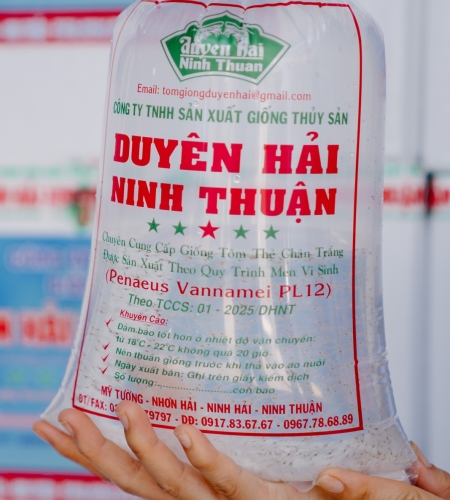 Duyên Hải
Ninh Thuan
Email: tomgiongduyenhai@gmail.com
CÔNG TY TNHH SẢN XUẤT GIỐNG THỦY SẢN
DUYÊN HẢI
NINH THUẬN
Chuyên Cung Cấp Giống Tôm Thẻ Chân Trắng
Được Sản Xuất Theo Quy Trình Men Vi Sinh
(Penaeus Vannamei PL12)
Theo TCCS: 01 - 2025/DHNT
Khuyến Cáo:
Đảm bảo tốt hơn ở nhiệt độ vận chuyển:
từ 18°C - 22°C không quá 20 giờ
Nên thuần giống trước khi thả vào ao nuôi
Ngày xuất bán: Ghi trên giấy kiểm dịch
Số lượng:..............................con/bao
MỸ TƯỜNG - NHƠN HẢI - NINH HẢI - NINH THUẬN
ĐT/FAX: 79797 - DĐ: 0917.83.67.67 - 0967.78.68.89